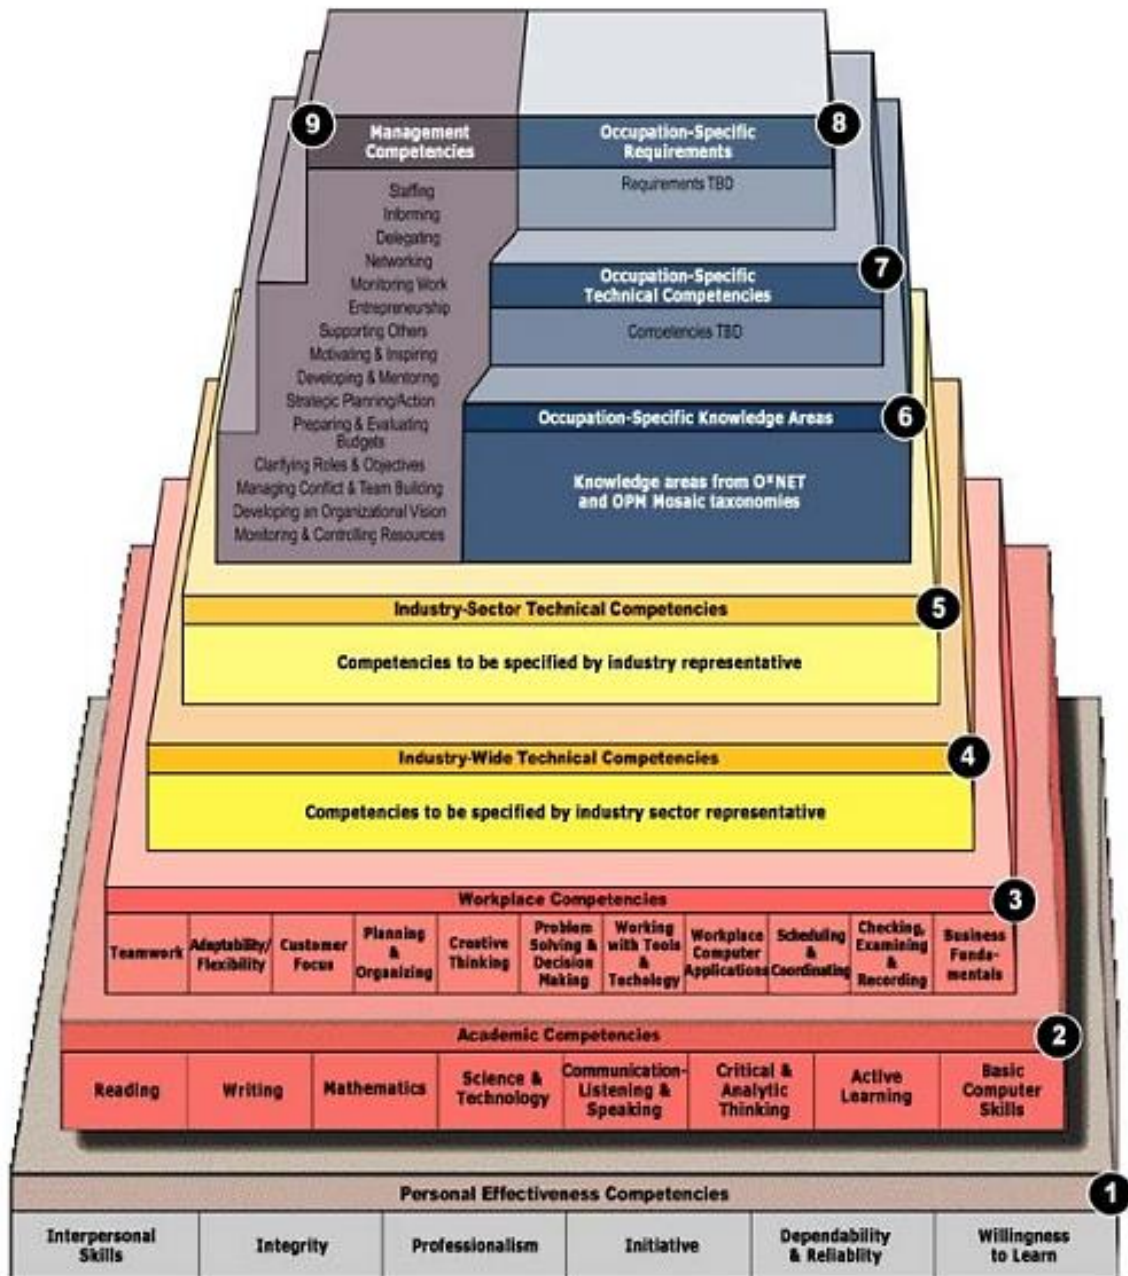 9
Management
Competencies
Occupation-Specific
Requirements
8
Staffing
Informing
Delegating
Networking
Monitoring Work
Entrepreneurship
Supporting Others
Motivating & Inspiring
Developing & Mentoring
Strategic Planning/Action
Preparing & Evaluating
Budgets
Clarifying Roles & Objectives
Managing Conflict & Team Building
Developing an Organizational Vision
Monitoring & Controlling Resources
Requirements TBD
Occupation-Specific
Technical Competencies
7
Competencies TBD
Occupation-Specific Knowledge Areas
6
Knowledge areas from O*NET
and OPM Mosaic taxonomies
Industry-Sector Technical Competencies
5
Competencies to be specified by industry representative
Industry-Wide Technical Competencies
4
Competencies to be specified by industry sector representative
Workplace Competencies
3
Teamwork
Adaptability/
Flexibility
Customer
Focus
Planning
&
Organizing
Creative
Thinking
Problem
Solving &
Decision
Making
Working
with Tools
&
Techology
Workplace
Computer
Applications
Scheduling
&
Coordinating
Checking,
Examining
&
Recording
Business
Funda-
mentals
Academic Competencies
2
Reading
Writing
Mathematics
Science &
Technology
Communication-
Listening &
Speaking
Critical &
Analytic
Thinking
Active
Learning
Basic
Computer
Skills
Personal Effectiveness Competencies
1
Interpersonal
Skills
Integrity
Professionalism
Initiative
Dependability
& Reliablity
Willingness
to Learn